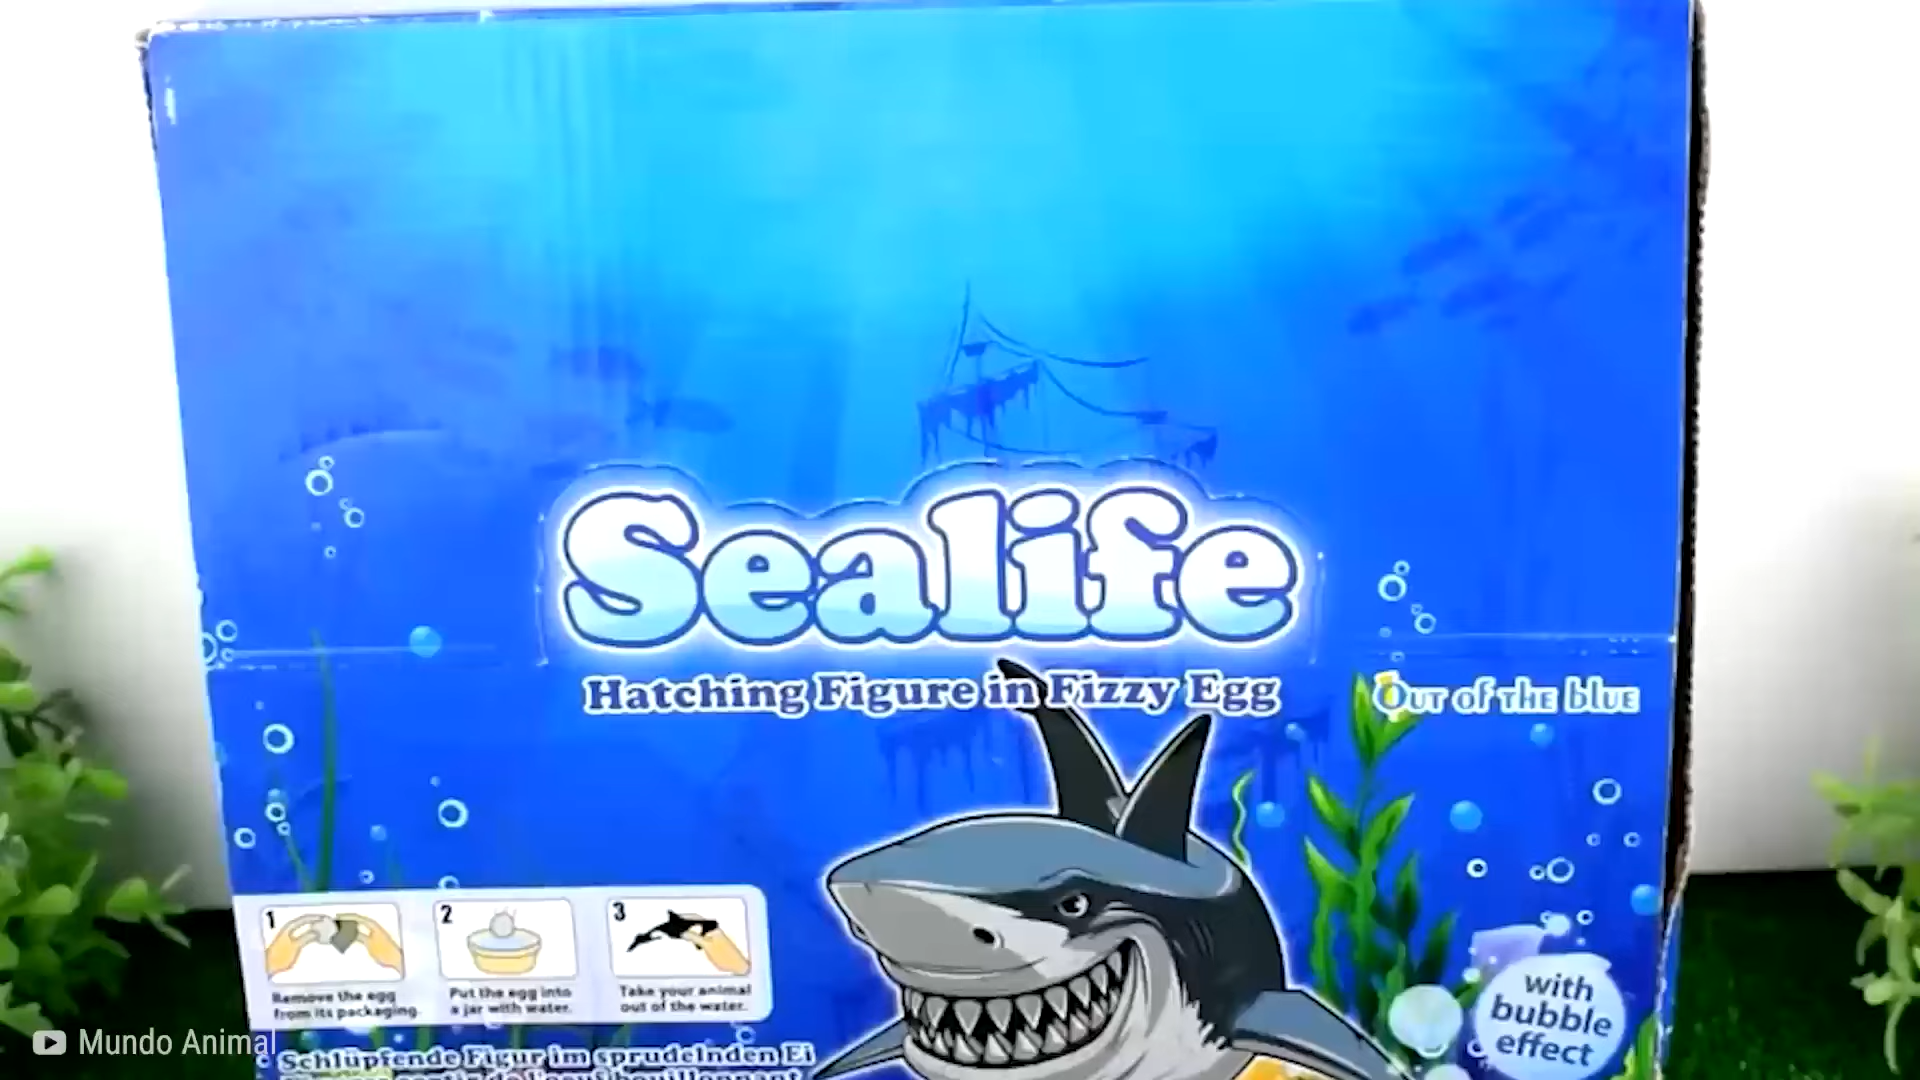 Sealife
Hatching Figure in Fizzy Egg
Out of the blue
1
2
3
Remove the egg
from its packaging.
Put the egg into
a jar with water.
Take your animal
out of the water.
with
bubble
effect
Mundo Animal
Schlüpfende Figur im sprudelnden Ei